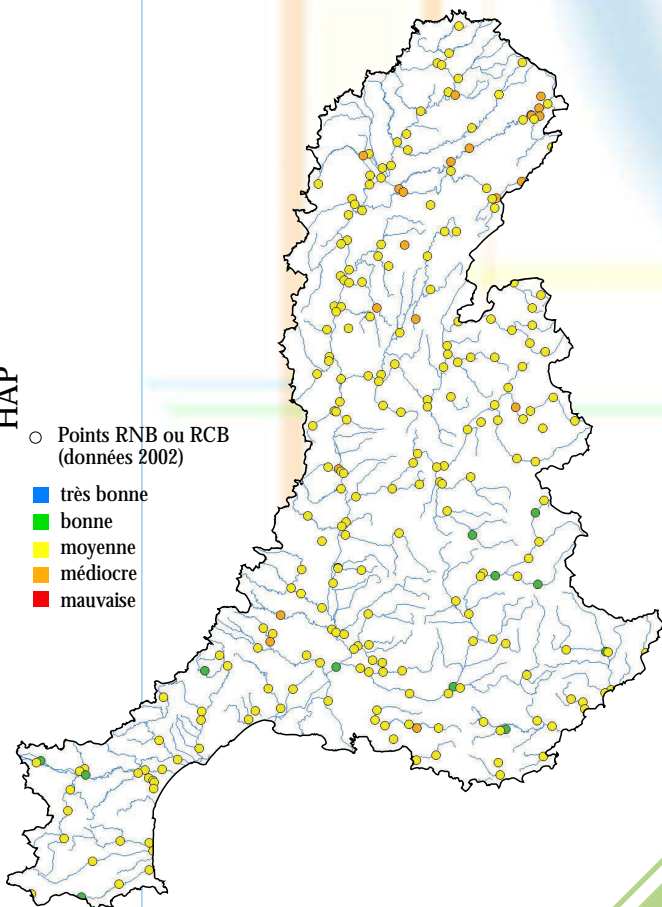 HAP
Points RNB ou RCB
(données 2002)
très bonne
bonne
moyenne
médiocre
mauvaise